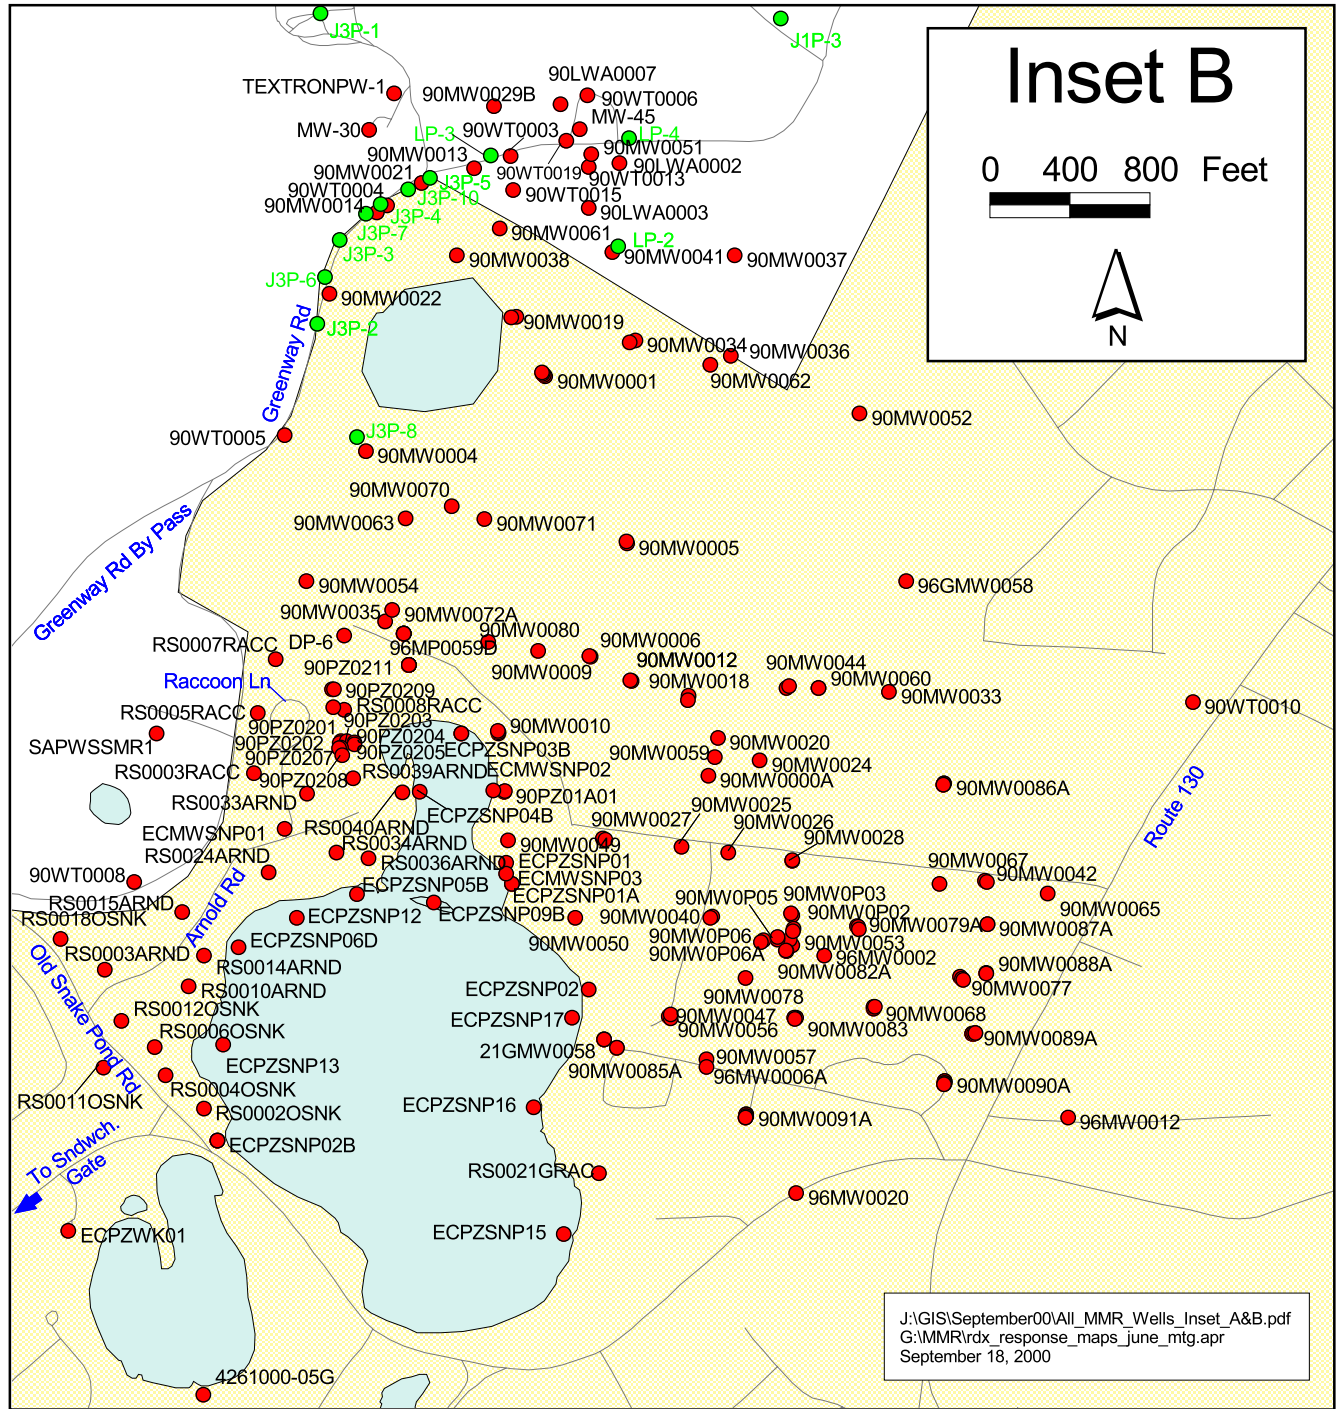 J3P-1
J1P-3
Inset B
0 400 800 Feet
N
TEXTRONPW-1
90LWA0007
90MW0029B
90WT0006
MW-45
MW-30
LP-3
90WT0003
LP-4
90MW0013
90MW0051
90LWA0002
90MW0021
J3P-5
90WT0019
90WT0013
90WT0004
J3P-10
90WT0015
90MW0014
J3P-4
90LWA0003
J3P-7
90MW0061
J3P-3
LP-2
90MW0038
90MW0041
90MW0037
J3P-6
90MW0022
J3P-2
90MW0019
90MW0034
90MW0036
Greenway Rd
90MW0001
90MW0062
90MW0052
90WT0005
J3P-8
90MW0004
90MW0070
90MW0063
90MW0071
90MW0005
Greenway Rd By Pass
90MW0054
96GMW0058
90MW0035
90MW0072A
DP-6
96MP0059D
90MW0080
90MW0006
RS0007RACC
90PZ0211
90MW0009
90MW0012
90MW0018
90MW0044
90MW0060
90MW0033
Raccoon Ln
90PZ0209
RS0008RACC
90WT0010
RS0005RACC
90PZ0201
90PZ0203
90MW0010
SAPWSSMR1
90PZ0202
90PZ0204
90PZ0205
ECPZSNP03B
90MW0020
90PZ0207
90MW0059
90MW0024
RS0003RACC
90PZ0208
RS0039ARND
ECMWSNP02
90MW0000A
90MW0086A
RS0033ARND
90PZ01A01
90MW0025
Route 130
ECPZSNP04B
90MW0027
90MW0026
ECMWSNP01
RS0040ARND
90MW0028
RS0034ARND
90MW0049
RS0024ARND
RS0036ARND
ECPZSNP01
90MW0067
90WT0008
ECMWSNP03
90MW0042
ECPZSNP05B
ECPZSNP01A
90MW0P05
90MW0P03
90MW0065
RS0015ARND
Arnold Rd
RS0018OSNK
ECPZSNP12
ECPZSNP09B
90MW0040
90MW0P02
90MW0079A
90MW0087A
RS0003ARND
ECPZSNP06D
90MW0050
90MW0P06
90MW0053
90MW0P06A
96MW0002
Old Snake Pond Rd
RS0014ARND
90MW0082A
90MW0088A
RS0010ARND
ECPZSNP02
90MW0078
90MW0077
RS0012OSNK
ECPZSNP17
90MW0047
90MW0068
RS0006OSNK
90MW0056
90MW0083
90MW0089A
21GMW0058
ECPZSNP13
90MW0085A
90MW0057
96MW0006A
RS0004OSNK
90MW0090A
RS0011OSNK
RS0002OSNK
ECPZSNP16
90MW0091A
96MW0012
To Sndwch.
Gate
ECPZSNP02B
RS0021GRAC
96MW0020
ECPZWK01
ECPZSNP15
J:\GIS\September00\All_MMR_Wells_Inset_A&B.pdf
G:\MMR\rdx_response_maps_june_mtg.apr
September 18, 2000
4261000-05G